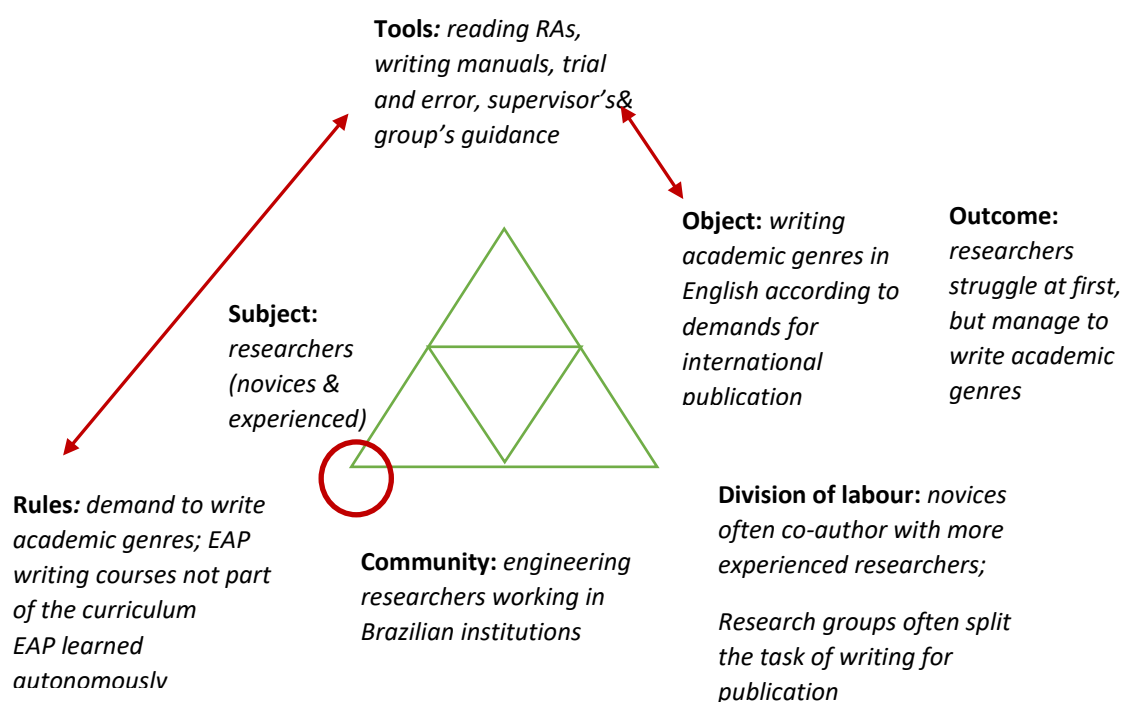 Tools: reading RAs,
writing manuals, trial
and error, supervisor's&
group's guidance
Object: writing
academic genres in
English according to
demands for
international
publication
Outcome:
researchers
struggle at first,
but manage to
write academic
genres
Subject:
researchers
(novices &
experienced)
Rules: demand to write
academic genres; EAP
writing courses not part
of the curriculum
EAP learned
autonomously
Community: engineering
researchers working in
Brazilian institutions
Division of labour: novices
often co-author with more
experienced researchers;
Research groups often split
the task of writing for
publication